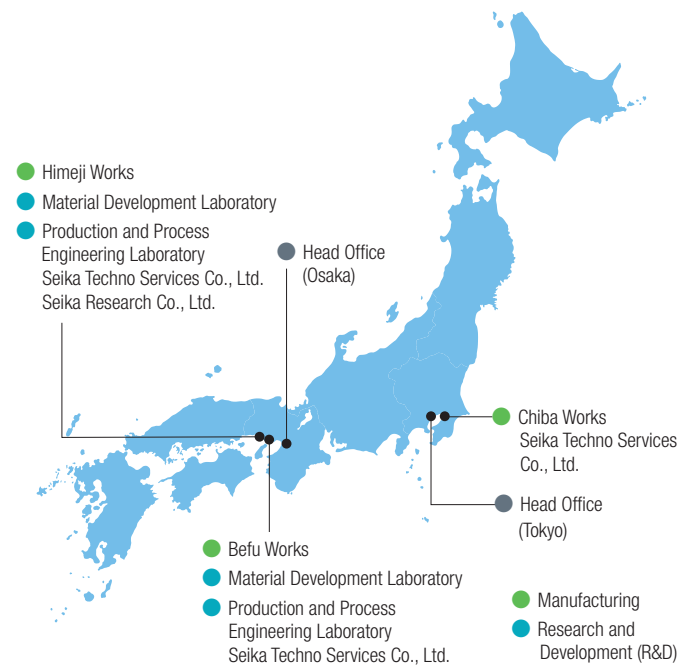 Himeji Works
Material Development Laboratory
Production and Process
Engineering Laboratory
Seika Techno Services Co., Ltd.
Seika Research Co., Ltd.
Head Office
(Osaka)
Chiba Works
Seika Techno Services
Co., Ltd.
Head Office
(Tokyo)
Befu Works
Material Development Laboratory
Production and Process
Engineering Laboratory
Seika Techno Services Co., Ltd.
Manufacturing
Research and
Development (R&D)